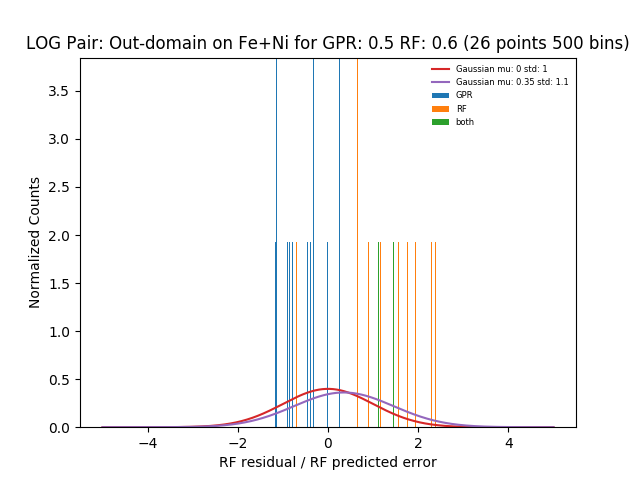 LOG Pair: Out-domain on Fe+Ni for GPR: 0.5 RF: 0.6 (26 points 500 bins)
Gaussian mu: 0 std: 1
Gaussian mu: 0.35 std: 1.1
GPR
RF
both
Normalized Counts
3.5
3.0
2.5
2.0
1.5
1.0
0.5
0.0
−4 −2 0 2 4
RF residual / RF predicted error